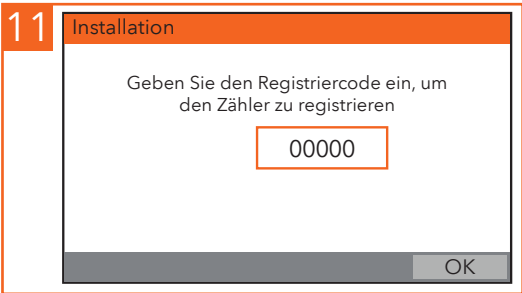 11
Installation
Geben Sie den Registriercode ein, um
den Zähler zu registrieren
00000
OK